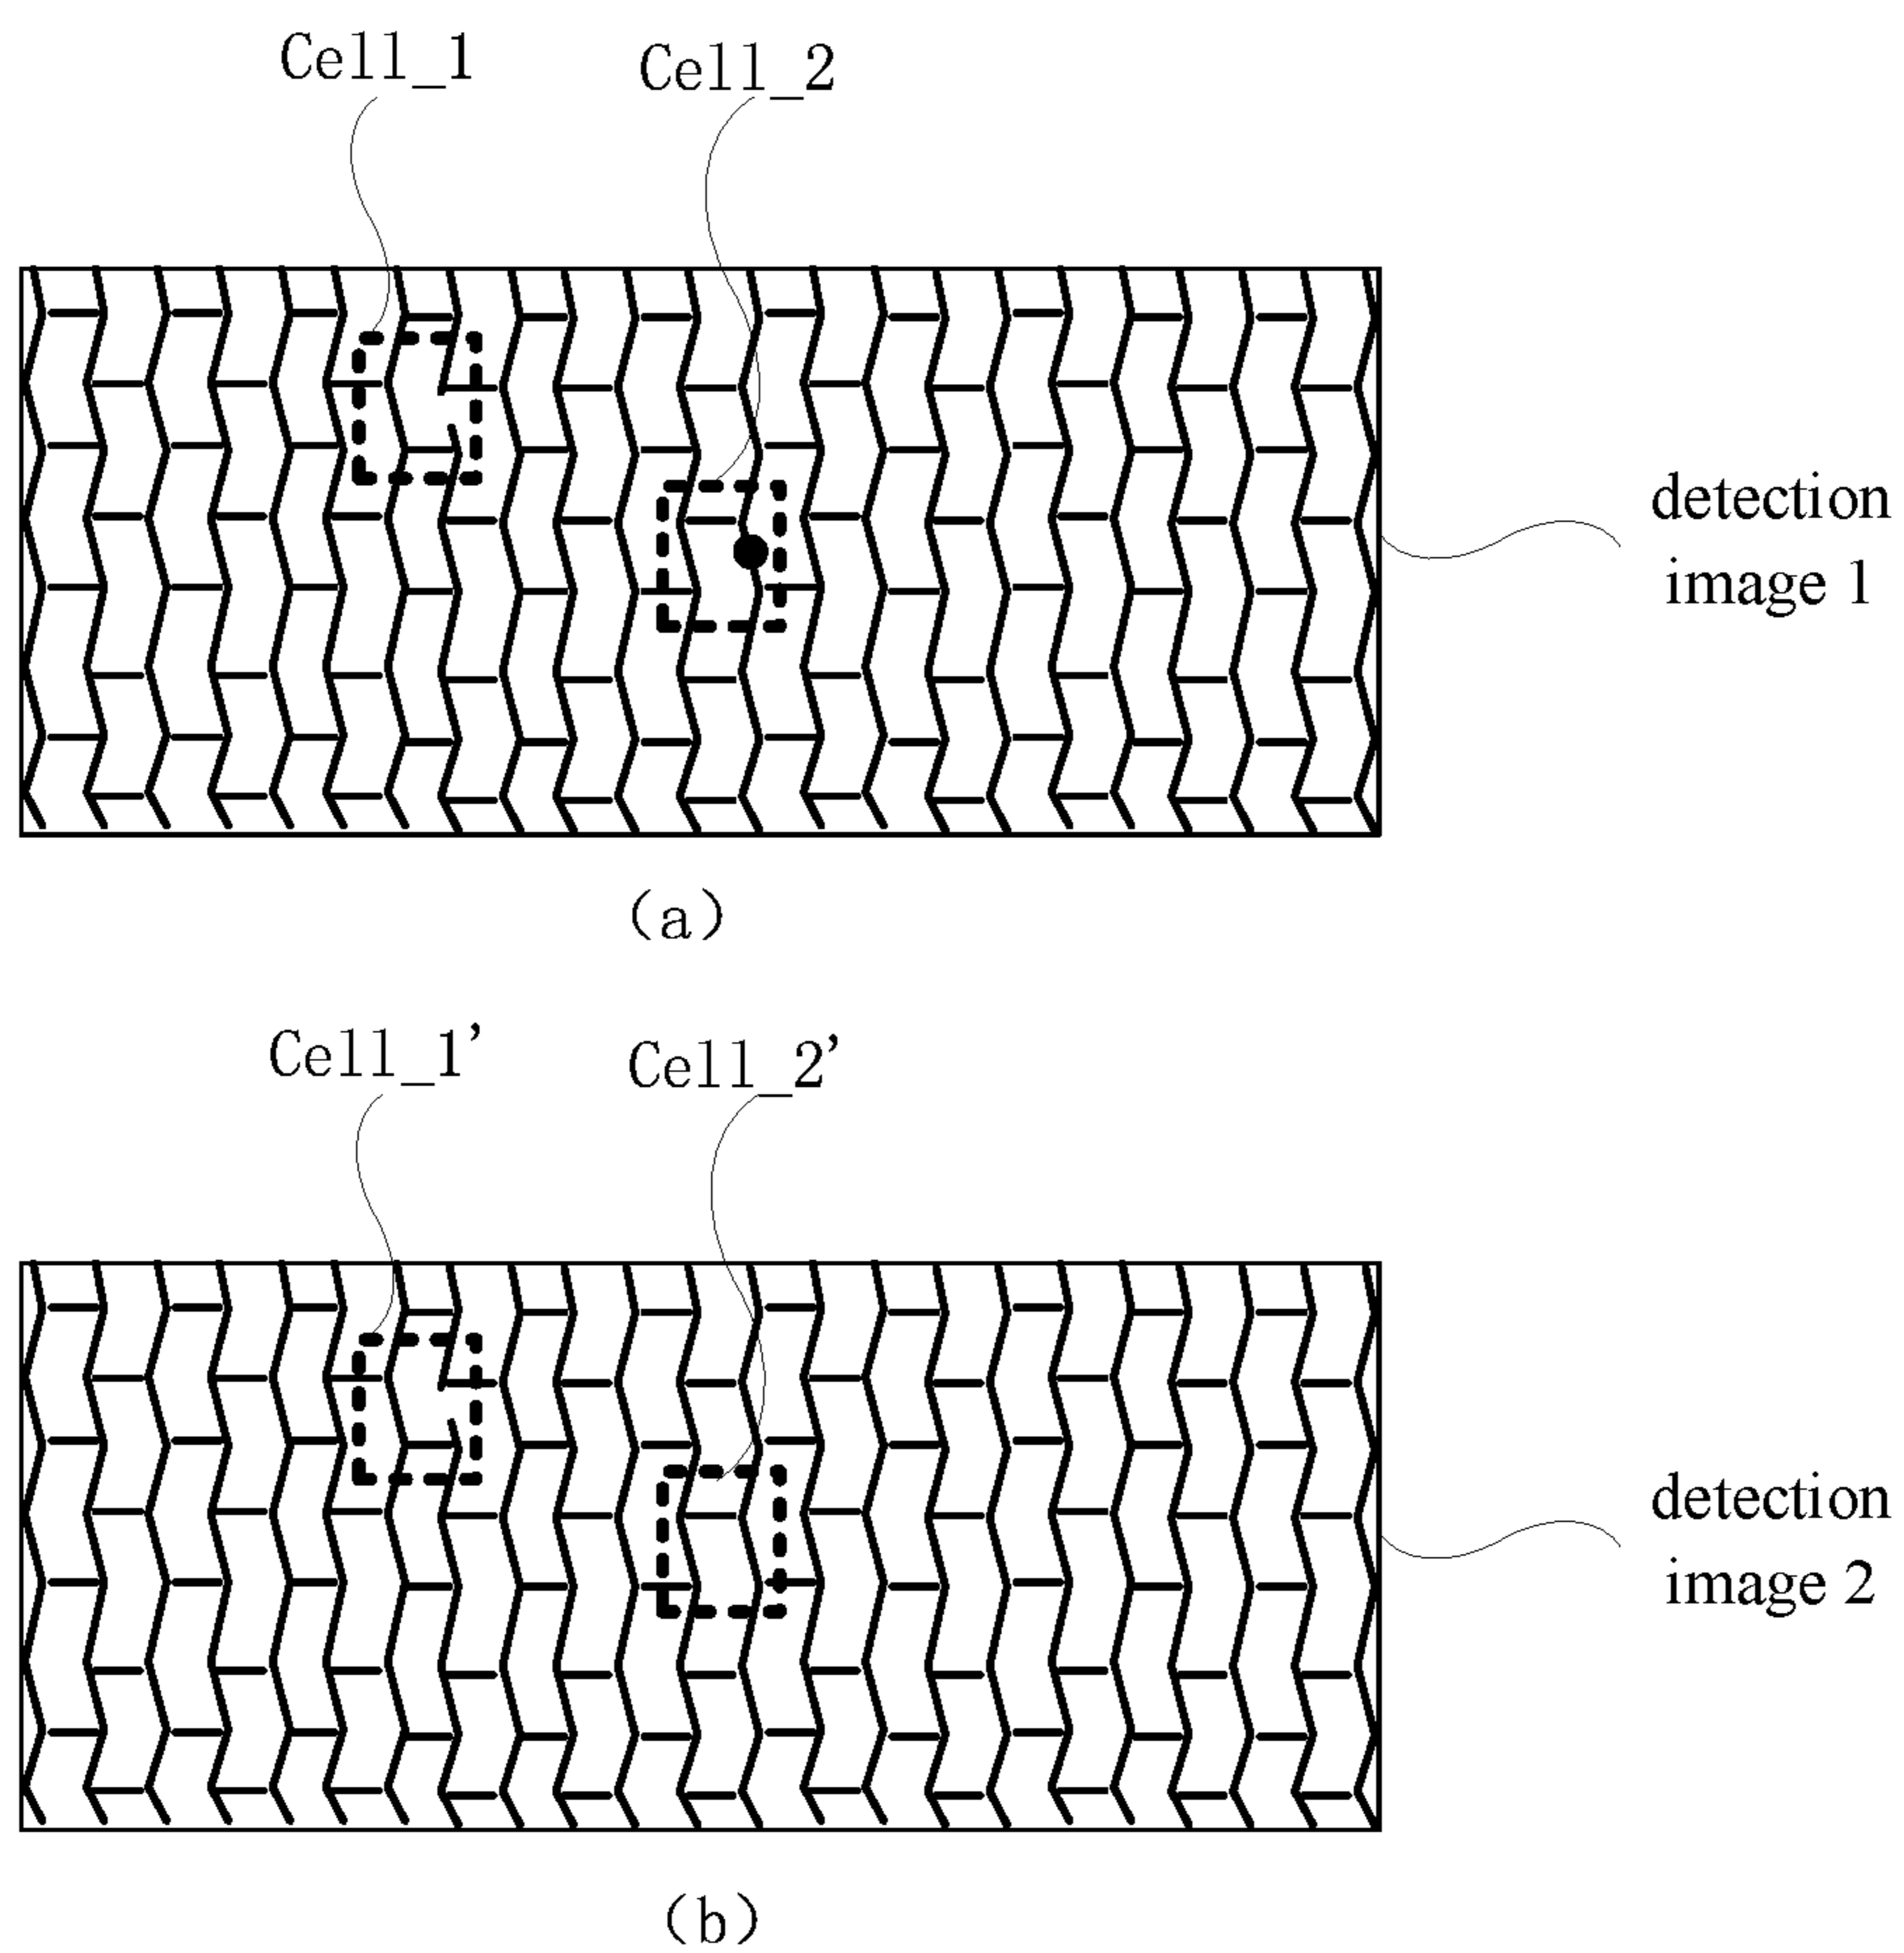 Cell_1
Cell_2
detection
image 1
(a)
Cell_1'
Cell_2'
detection
image 2
(b)